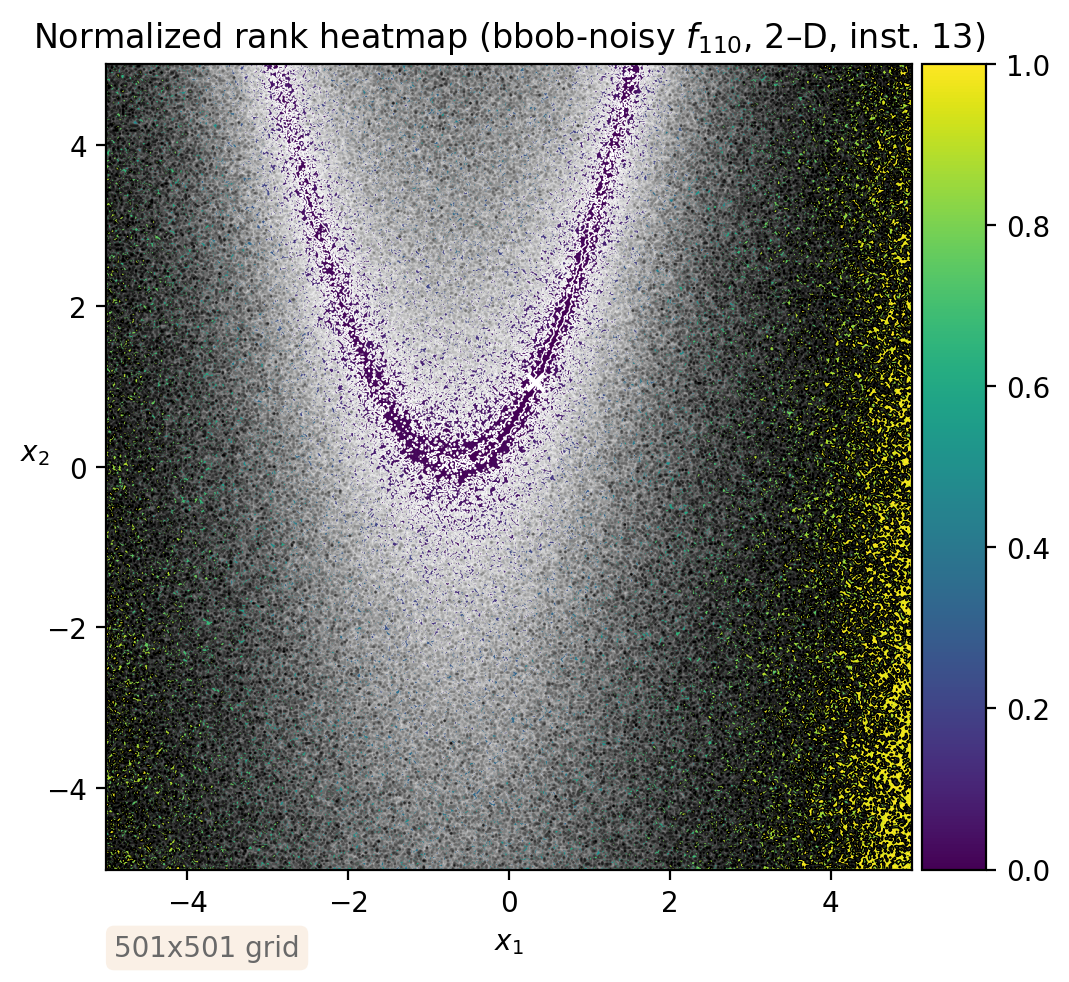 Normalized rank heatmap (bbob-noisy f₁₁₀, 2–D, inst. 13)
1.0
0.8
0.6
0.4
0.2
0.0
4
2
0
−2
−4
x₂
−4 −2 0 2 4
x₁
501x501 grid